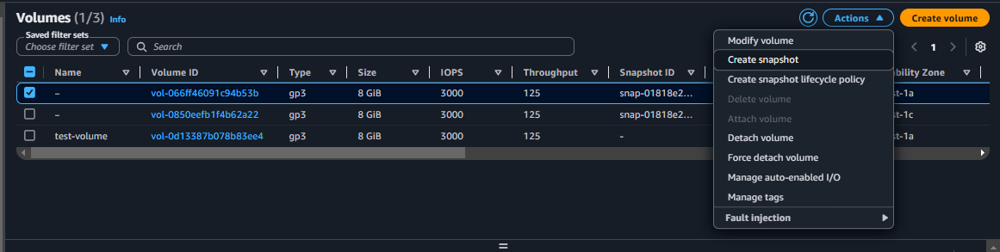 Volumes (1/3) Info
Actions
Create volume
Saved filter sets
Choose filter set
Search
1
Name Volume ID Type Size IOPS Throughput Snapshot ID bility Zone
– vol-066ff46091c94b53b gp3 8 GiB 3000 125 snap-01818e2... st-1a
– vol-0850eefb1f4b62a22 gp3 8 GiB 3000 125 snap-01818e2... st-1c
test-volume vol-0d13387b078b83ee4 gp3 8 GiB 3000 125 - st-1a
Modify volume
Create snapshot
Create snapshot lifecycle policy
Delete volume
Attach volume
Detach volume
Force detach volume
Manage auto-enabled I/O
Manage tags
Fault injection